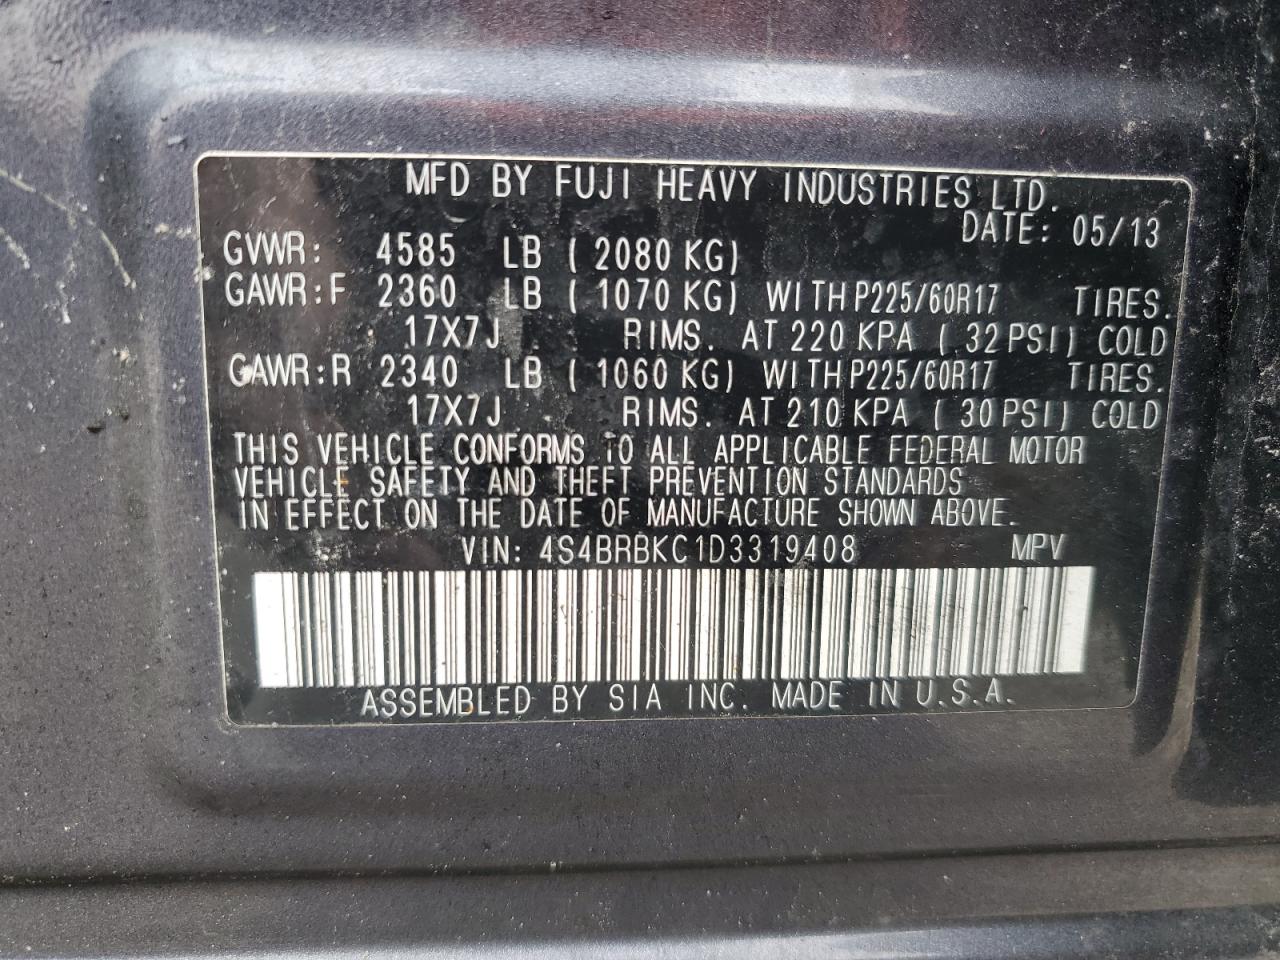 MFD BY FUJI HEAVY INDUSTRIES LTD.
DATE: 05/13
GVWR: 4585 LB ( 2080 KG)
GAWR:F 2360 LB ( 1070 KG) WITH P225/60R17 TIRES.
17X7J RIMS. AT 220 KPA ( 32 PSI) COLD
GAWR:R 2340 LB ( 1060 KG) WITH P225/60R17 TIRES.
17X7J RIMS. AT 210 KPA ( 30 PSI) COLD
THIS VEHICLE CONFORMS TO ALL APPLICABLE FEDERAL MOTOR
VEHICLE SAFETY AND THEFT PREVENTION STANDARDS
IN EFFECT ON THE DATE OF MANUFACTURE SHOWN ABOVE.
VIN: 4S4BRBKC1D3319408 MPV
ASSEMBLED BY SIA INC. MADE IN U.S.A.